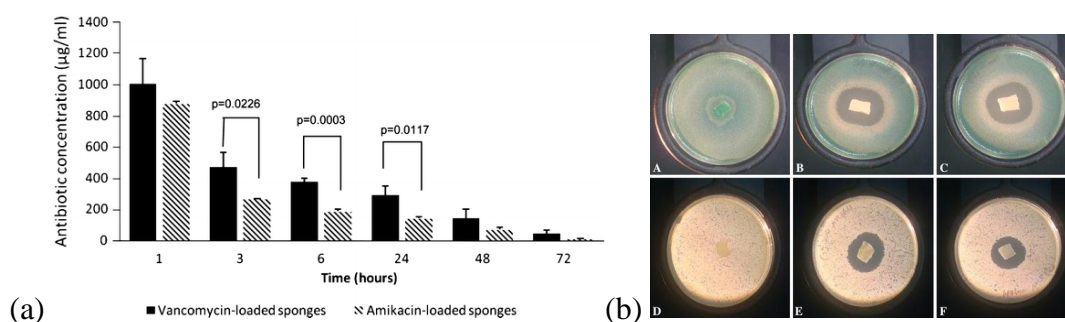 1400
1200
1000
800
600
400
200
0
Antibiotic concentration (µg/ml)
p=0.0226
p=0.0003
p=0.0117
1 3 6 24 48 72
Time (hours)
Vancomycin-loaded sponges Amikacin-loaded sponges
(a)
(b)
A B C
D E F